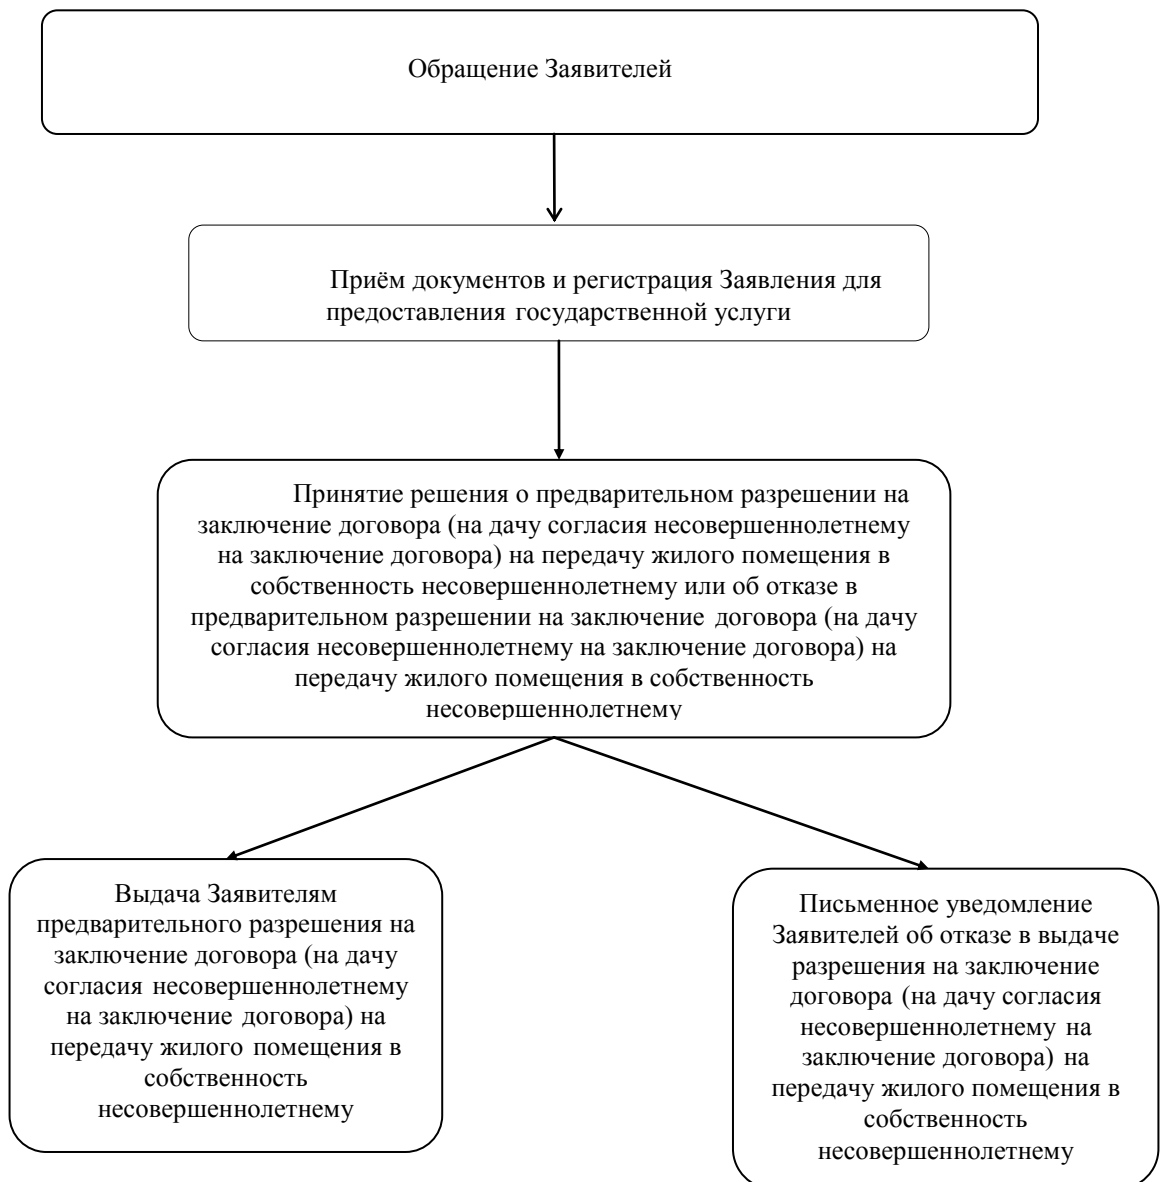 Обращение Заявителей
Приём документов и регистрация Заявления для
предоставления государственной услуги
Принятие решения о предварительном разрешении на
заключение договора (на дачу согласия несовершеннолетнему
на заключение договора) на передачу жилого помещения в
собственность несовершеннолетнему или об отказе в
предварительном разрешении на заключение договора (на дачу
согласия несовершеннолетнему на заключение договора) на
передачу жилого помещения в собственность
несовершеннолетнему
Выдача Заявителям
предварительного разрешения на
заключение договора (на дачу
согласия несовершеннолетнему
на заключение договора) на
передачу жилого помещения в
собственность
несовершеннолетнему
Письменное уведомление
Заявителей об отказе в выдаче
разрешения на заключение
договора (на дачу согласия
несовершеннолетнему на
заключение договора) на
передачу жилого помещения в
собственность
несовершеннолетнему